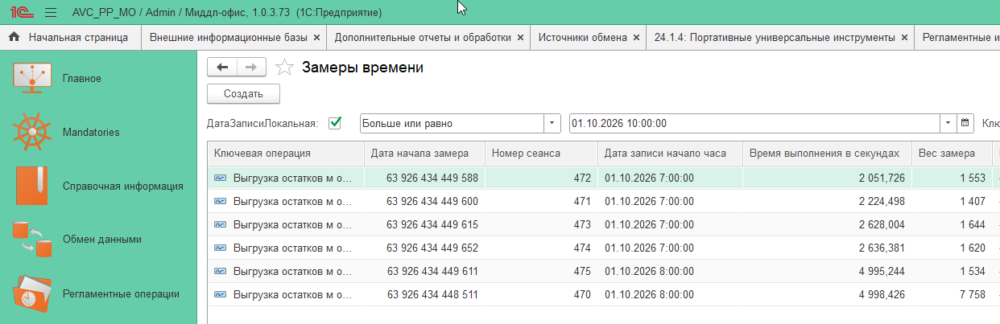 1С AVC_PP_MO / Admin / Миддл-офис, 1.0.3.73 (1С:Предприятие)
Начальная страница Внешние информационные базы × Дополнительные отчеты и обработки × Источники обмена × 24.1.4: Портативные универсальные инструменты × Регламентные и
Главное
Mandatories
Справочная информация
Обмен данными
Регламентные операции
Замеры времени
Создать
ДатаЗаписиЛокальная: Больше или равно 01.10.2026 10:00:00 Клю
Ключевая операция Дата начала замера Номер сеанса Дата записи начало часа Время выполнения в секундах Вес замера
Выгрузка остатков м о... 63 926 434 449 588 472 01.10.2026 7:00:00 2 051,726 1 553
Выгрузка остатков м о... 63 926 434 449 600 471 01.10.2026 7:00:00 2 224,498 1 407
Выгрузка остатков м о... 63 926 434 449 615 473 01.10.2026 7:00:00 2 628,004 1 644
Выгрузка остатков м о... 63 926 434 449 652 474 01.10.2026 7:00:00 2 636,381 1 620
Выгрузка остатков м о... 63 926 434 449 611 475 01.10.2026 8:00:00 4 995,244 1 534
Выгрузка остатков м о... 63 926 434 448 511 470 01.10.2026 8:00:00 4 998,426 7 758